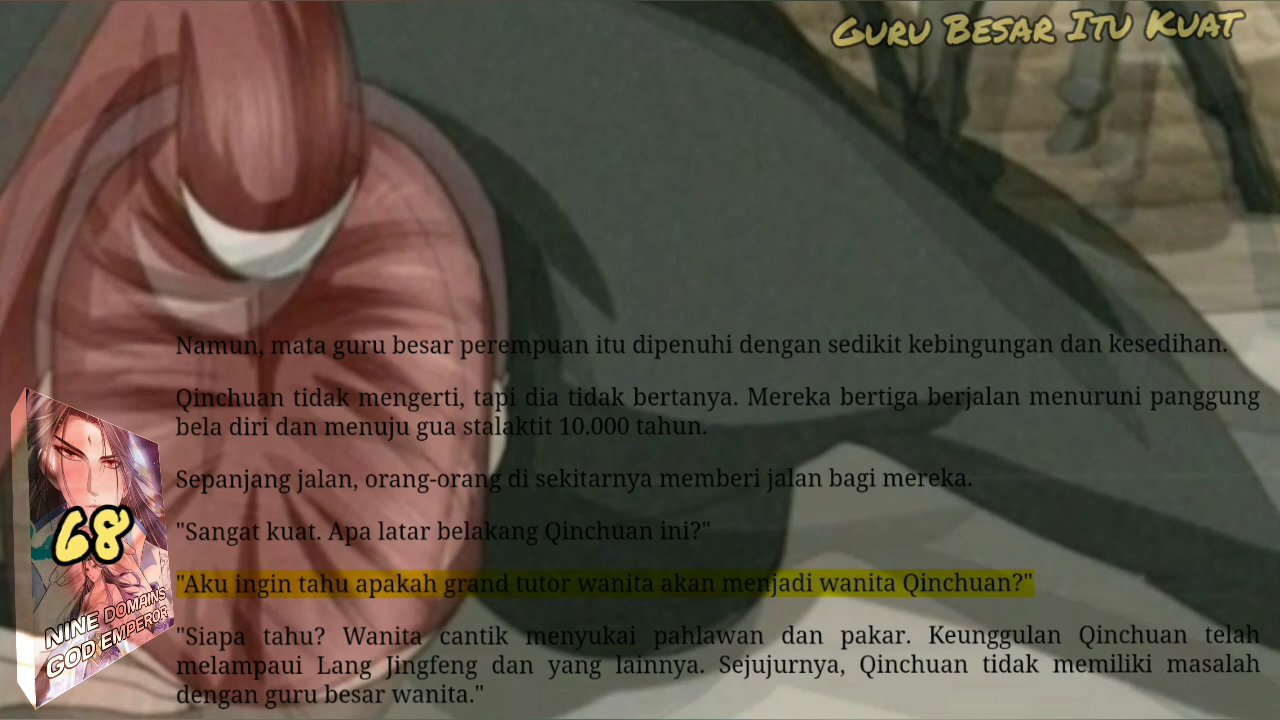 Guru Besar Itu Kuat
Namun, mata guru besar perempuan itu dipenuhi dengan sedikit kebingungan dan kesedihan.
Qinchuan tidak mengerti, tapi dia tidak bertanya. Mereka bertiga berjalan menuruni panggung
bela diri dan menuju gua stalaktit 10.000 tahun.
Sepanjang jalan, orang-orang di sekitarnya memberi jalan bagi mereka.
"Sangat kuat. Apa latar belakang Qinchuan ini?"
"Aku ingin tahu apakah grand tutor wanita akan menjadi wanita Qinchuan?"
"Siapa tahu? Wanita cantik menyukai pahlawan dan pakar. Keunggulan Qinchuan telah
melampaui Lang Jingfeng dan yang lainnya. Sejujurnya, Qinchuan tidak memiliki masalah
dengan guru besar wanita."
68
NINE DOMAINS
GOD EMPEROR